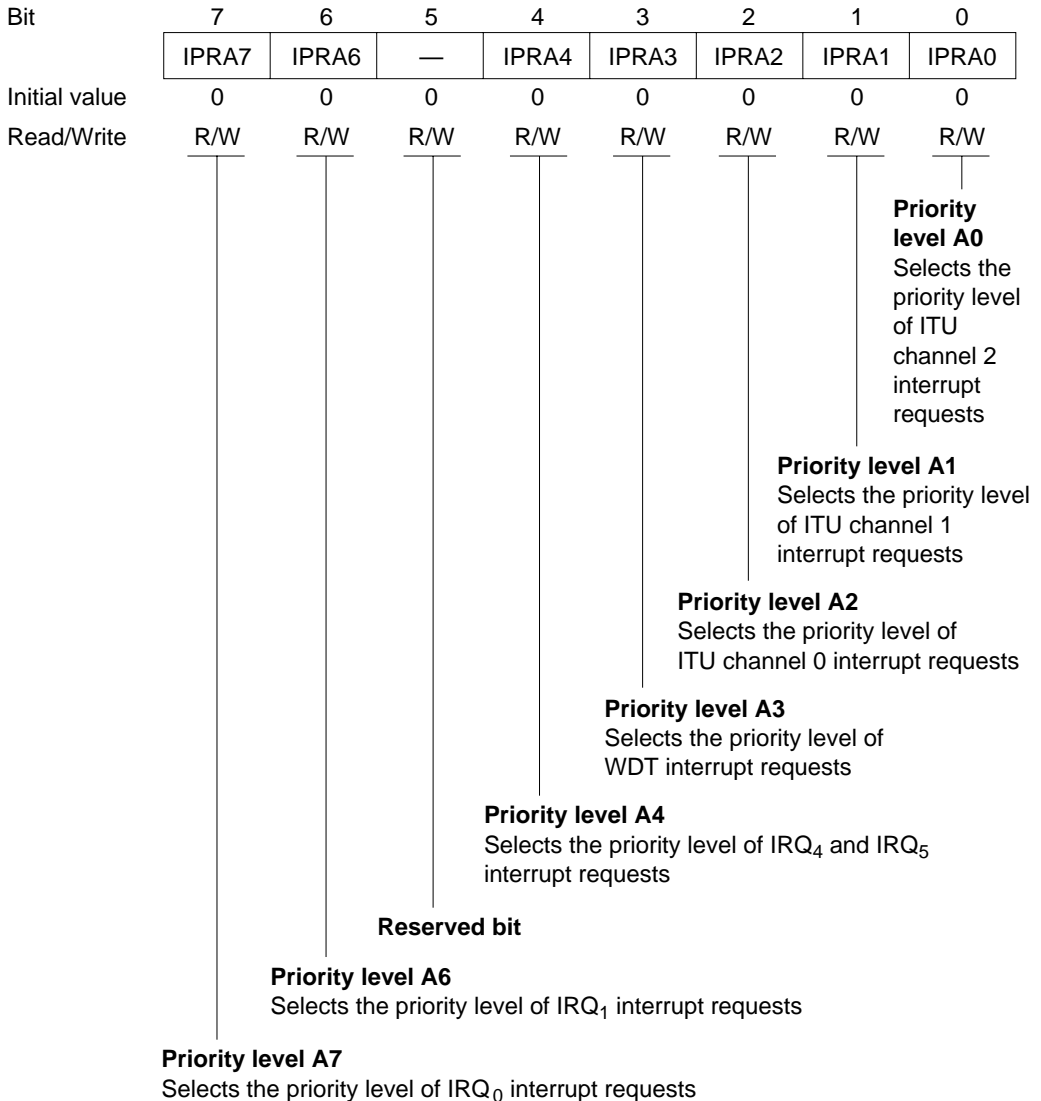 Bit 7 6 5 4 3 2 1 0
IPRA7 IPRA6 — IPRA4 IPRA3 IPRA2 IPRA1 IPRA0
Initial value 0 0 0 0 0 0 0 0
Read/Write R/W R/W R/W R/W R/W R/W R/W R/W
Priority
level A0
Selects the
priority level
of ITU
channel 2
interrupt
requests
Priority level A1
Selects the priority level
of ITU channel 1
interrupt requests
Priority level A2
Selects the priority level of
ITU channel 0 interrupt requests
Priority level A3
Selects the priority level of
WDT interrupt requests
Priority level A4
Selects the priority level of IRQ₄ and IRQ₅
interrupt requests
Reserved bit
Priority level A6
Selects the priority level of IRQ₁ interrupt requests
Priority level A7
Selects the priority level of IRQ₀ interrupt requests